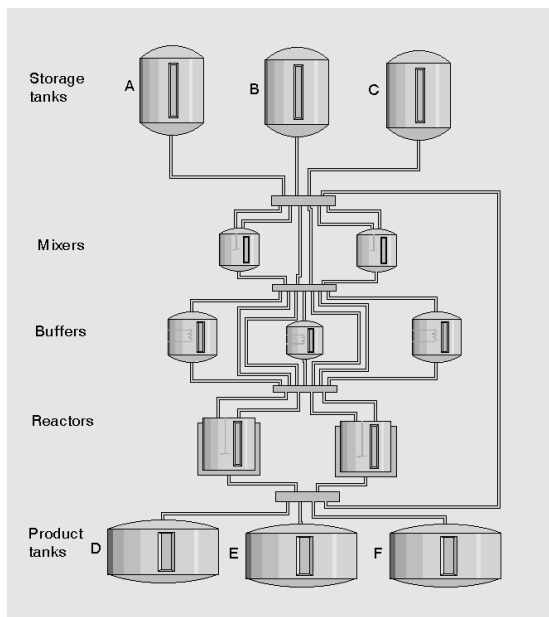 Storage
tanks
A
B
C
Mixers
Buffers
Reactors
Product
tanks
D
E
F